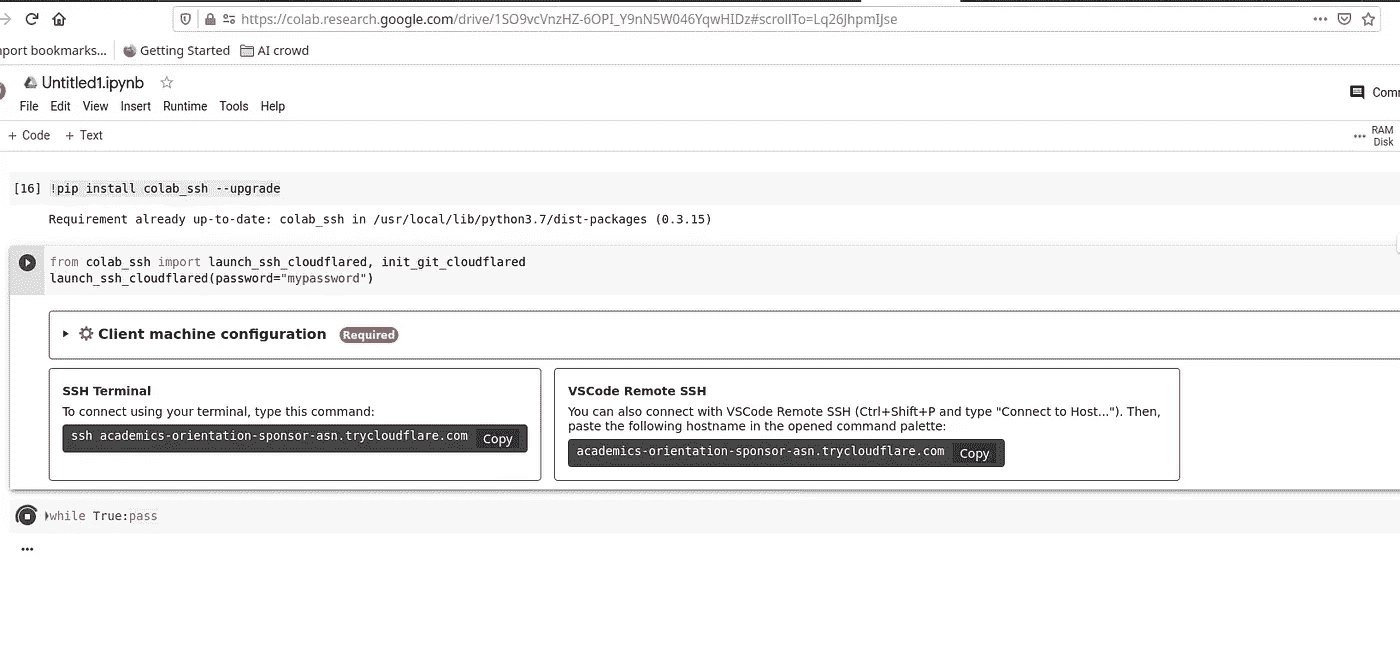 https://colab.research.google.com/drive/1SO9vcVnzHZ-6OPI_Y9nN5W046YqwHIDz#scrollTo=Lq26JhpmIJse
port bookmarks... Getting Started AI crowd
Untitled1.ipynb
File Edit View Insert Runtime Tools Help
Comm
+ Code + Text
RAM
Disk
[16] !pip install colab_ssh --upgrade
Requirement already up-to-date: colab_ssh in /usr/local/lib/python3.7/dist-packages (0.3.15)
from colab_ssh import launch_ssh_cloudflared, init_git_cloudflared
launch_ssh_cloudflared(password="mypassword")
Client machine configuration Required
SSH Terminal
To connect using your terminal, type this command:
ssh academics-orientation-sponsor-asn.trycloudflare.com Copy
VSCode Remote SSH
You can also connect with VSCode Remote SSH (Ctrl+Shift+P and type "Connect to Host..."). Then,
paste the following hostname in the opened command palette:
academics-orientation-sponsor-asn.trycloudflare.com Copy
while True:pass
...